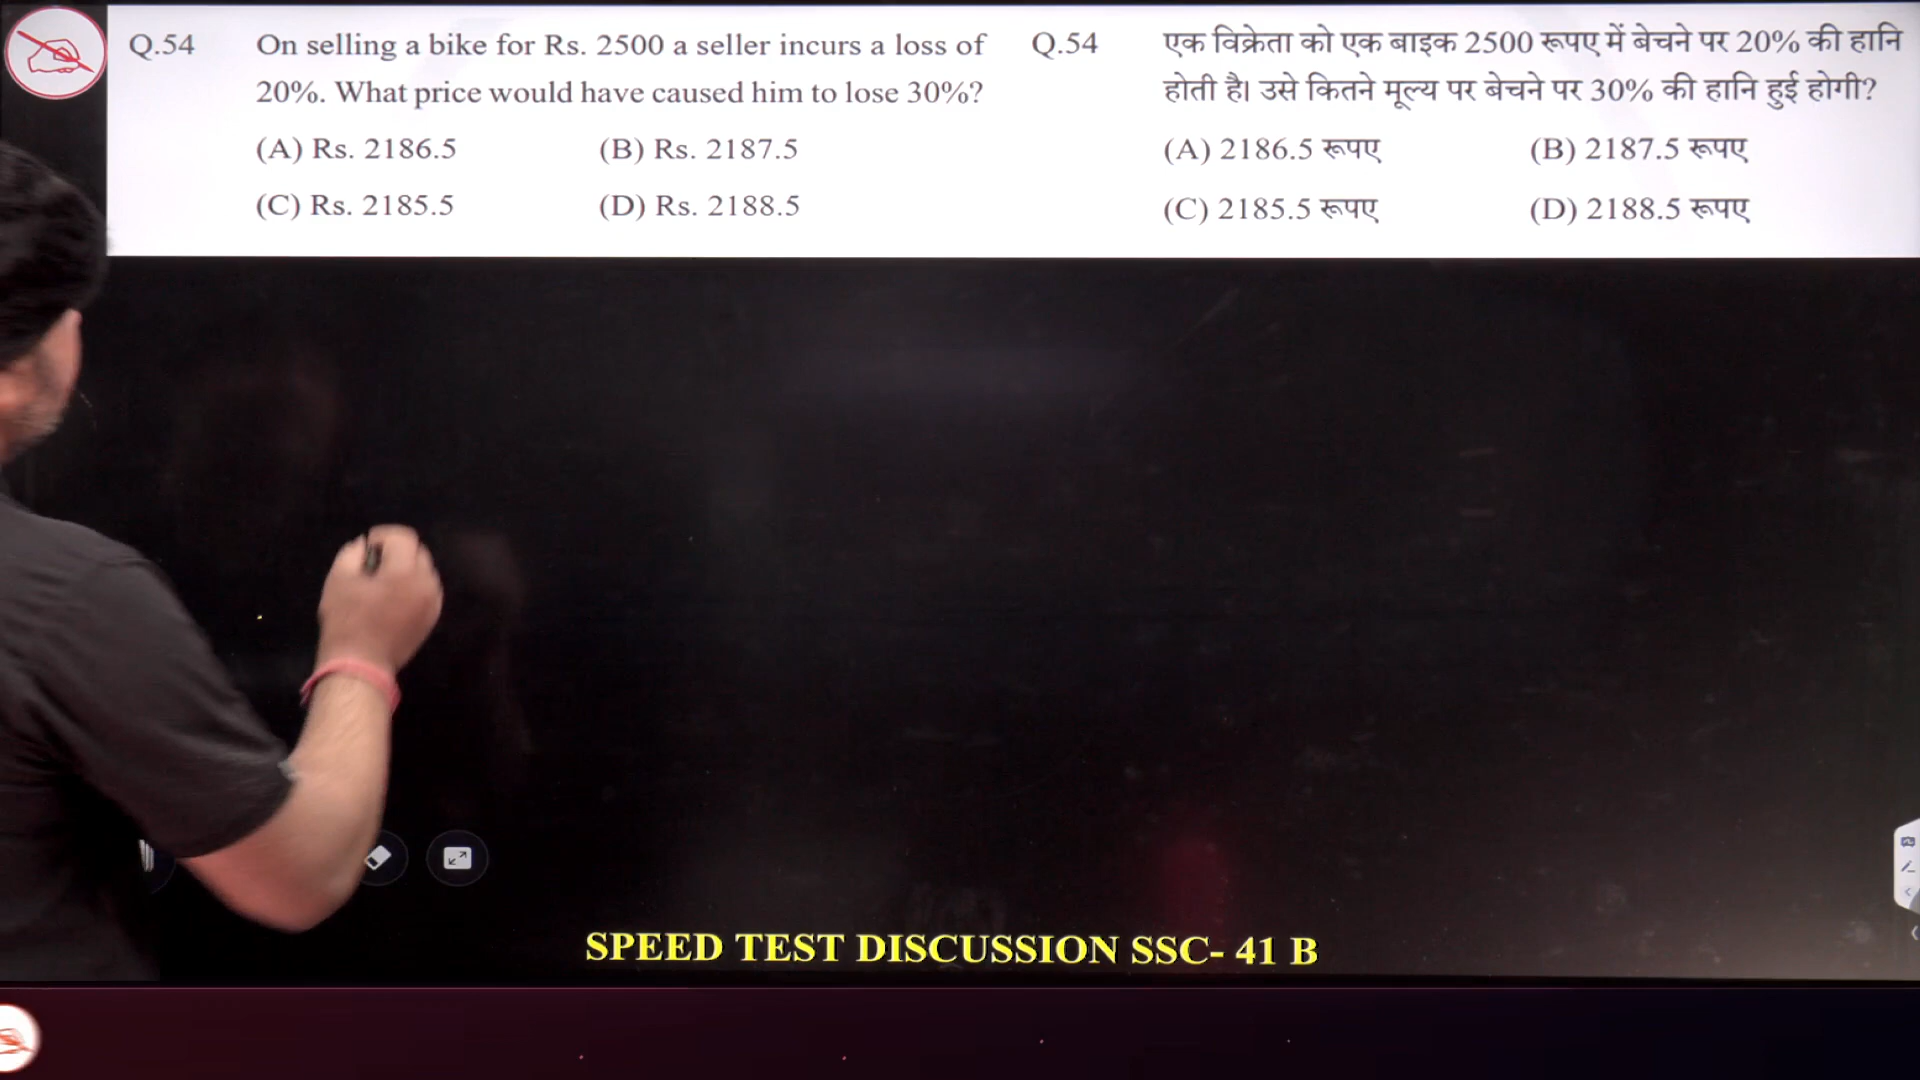 Q.54 On selling a bike for Rs. 2500 a seller incurs a loss of
20%. What price would have caused him to lose 30%?
(A) Rs. 2186.5 (B) Rs. 2187.5
(C) Rs. 2185.5 (D) Rs. 2188.5
Q.54 एक विक्रेता को एक बाइक 2500 रूपए में बेचने पर 20% की हानि
होती है। उसे कितने मूल्य पर बेचने पर 30% की हानि हुई होगी?
(A) 2186.5 रूपए (B) 2187.5 रूपए
(C) 2185.5 रूपए (D) 2188.5 रूपए
SPEED TEST DISCUSSION SSC- 41 B